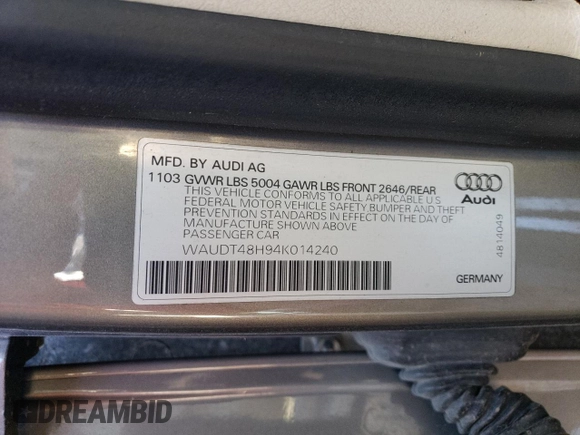 MFD. BY AUDI AG
1103 GVWR LBS 5004 GAWR LBS FRONT 2646/REAR
THIS VEHICLE CONFORMS TO ALL APPLICABLE U S
FEDERAL MOTOR VEHICLE SAFETY,BUMPER AND THEFT
PREVENTION STANDARDS IN EFFECT ON THE DAY OF
MANUFACTURE SHOWN ABOVE
PASSENGER CAR
WAUDT48H94K014240
Audi
4814049
GERMANY
DREAMBID